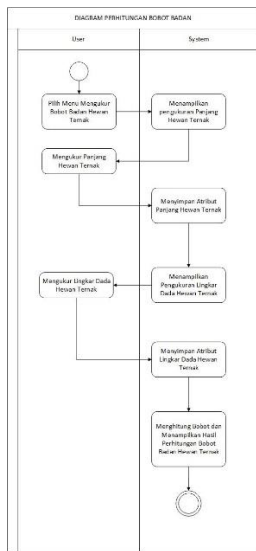 DIAGRAM PERHITUNGAN BOBOT BADAN
User
System
Pilih Menu Mengukur
Bobot Badan Hewan
Ternak
Menampilkan
pengukuran Panjang
Hewan Ternak
Mengukur Panjang
Hewan Ternak
Menyimpan Atribut
Panjang Hewan Ternak
Menampilkan
Pengukuran Lingkar
Dada Hewan Ternak
Mengukur Lingkar Dada
Hewan Ternak
Menyimpan Atribut
Lingkar Dada Hewan
Ternak
Menghitung Bobot dan
Menampilkan Hasil
Perhitungan Bobot
Badan Hewan Ternak